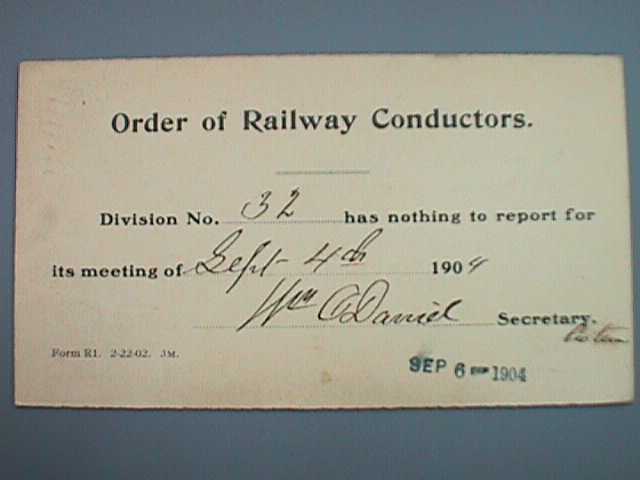 Order of Railway Conductors.
Division No. 32 has nothing to report for
its meeting of Sept- 4th 1904
Wm O'Daniel Secretary.
Form R1. 2-22-02. 3M.
SEP 6 1904